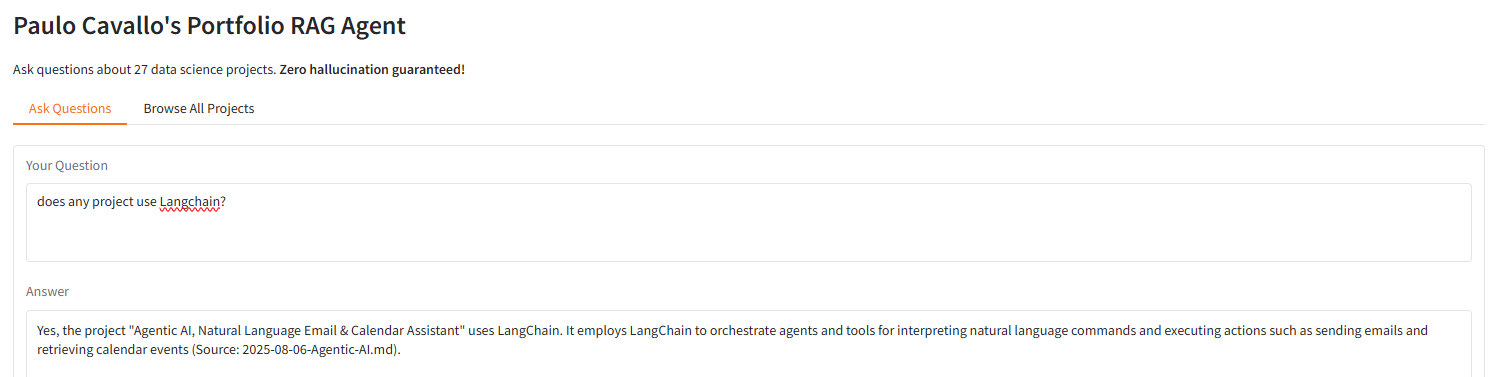 Paulo Cavallo's Portfolio RAG Agent
Ask questions about 27 data science projects. Zero hallucination guaranteed!
Ask Questions
Browse All Projects
Your Question
does any project use Langchain?
Answer
Yes, the project "Agentic AI, Natural Language Email & Calendar Assistant" uses LangChain. It employs LangChain to orchestrate agents and tools for interpreting natural language commands and executing actions such as sending emails and
retrieving calendar events (Source: 2025-08-06-Agentic-AI.md).